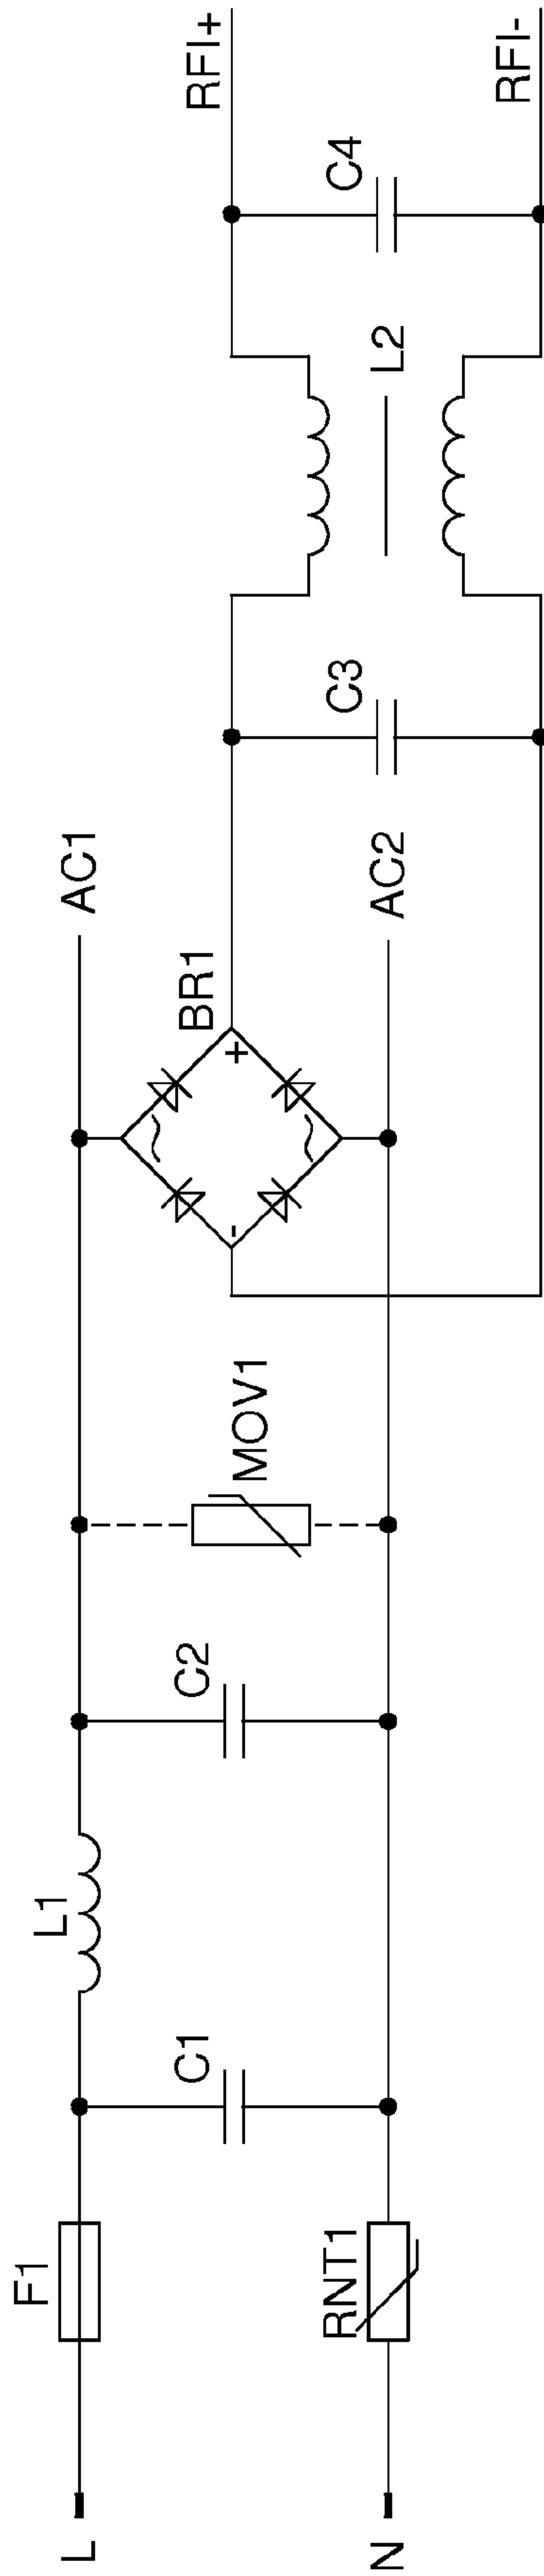 L
F1
N
RNT1
C1
L1
C2
MOV1
BR1
-
+
AC1
AC2
C3
L2
C4
RFI+
RFI-